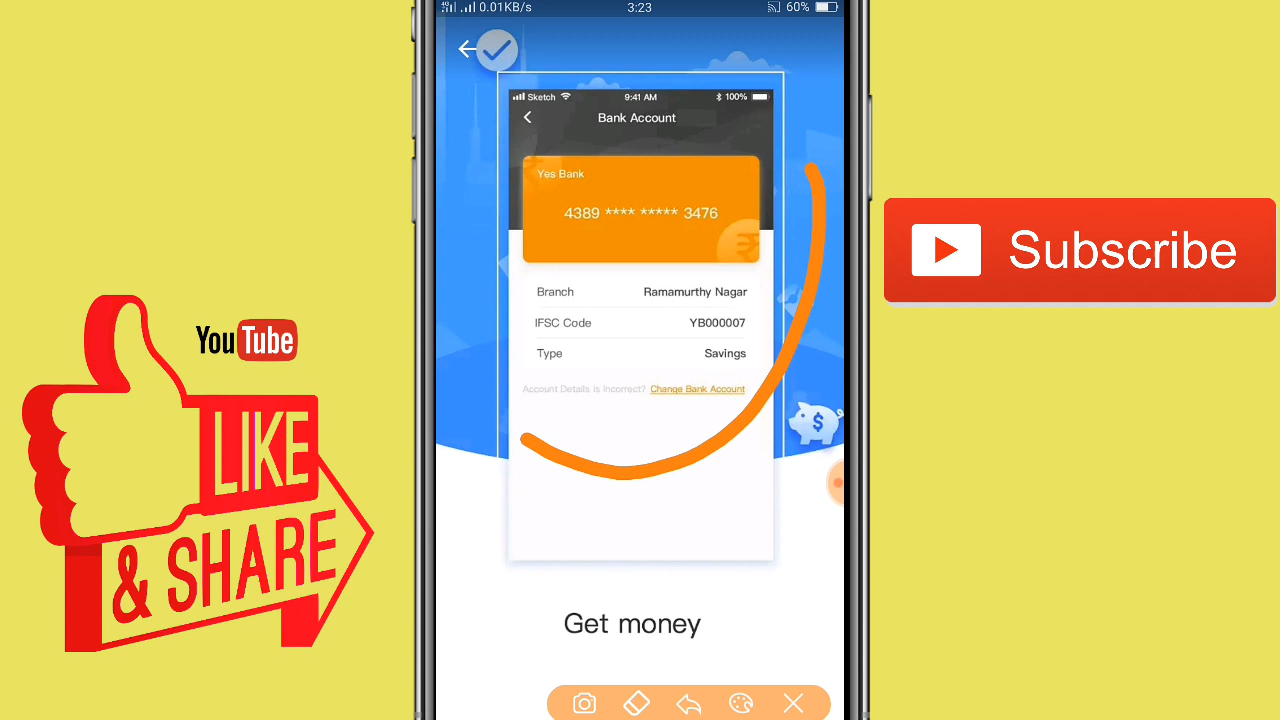 0.01KB/s 3:23 60%
Sketch 9:41 AM 100%
Bank Account
Yes Bank
4389 **** ***** 3476
Branch Ramamurthy Nagar
IFSC Code YB000007
Type Savings
Account Details is Incorrect? Change Bank Account
Get money
YouTube
LIKE
& SHARE
Subscribe